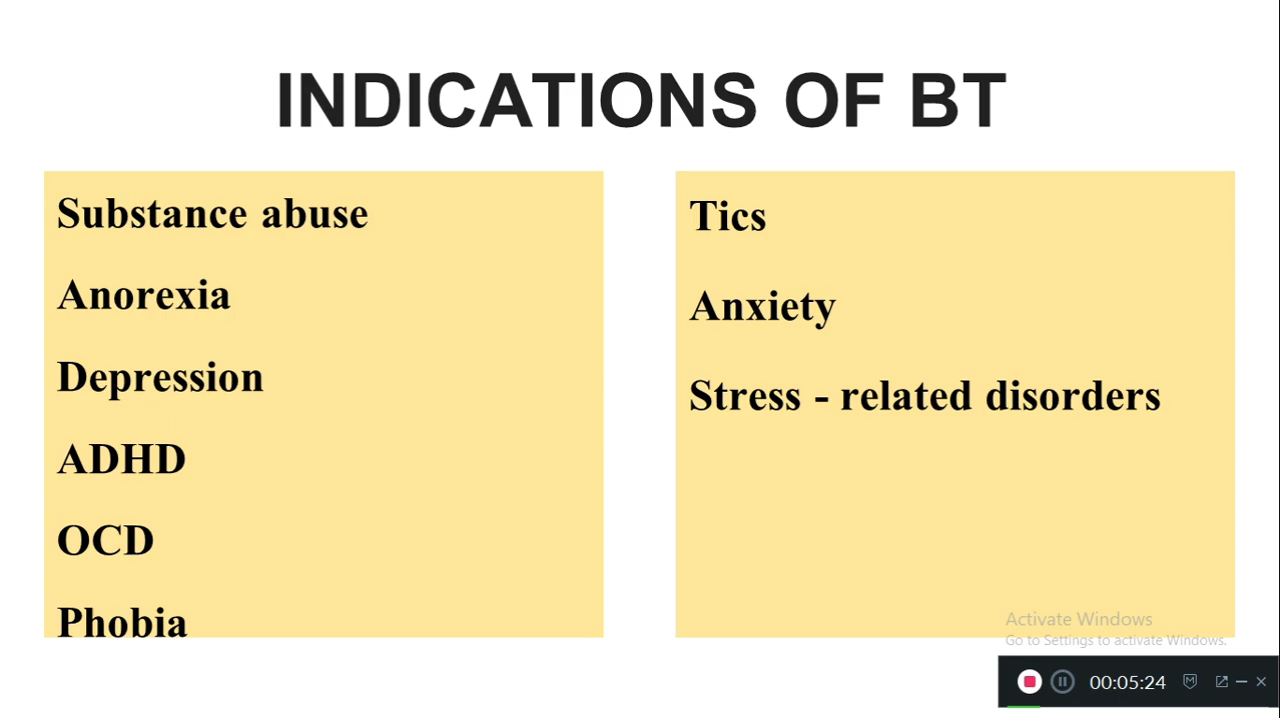 INDICATIONS OF BT
Substance abuse
Anorexia
Depression
ADHD
OCD
Phobia
Tics
Anxiety
Stress - related disorders
Activate Windows
Go to Settings to activate Windows.
00:05:24